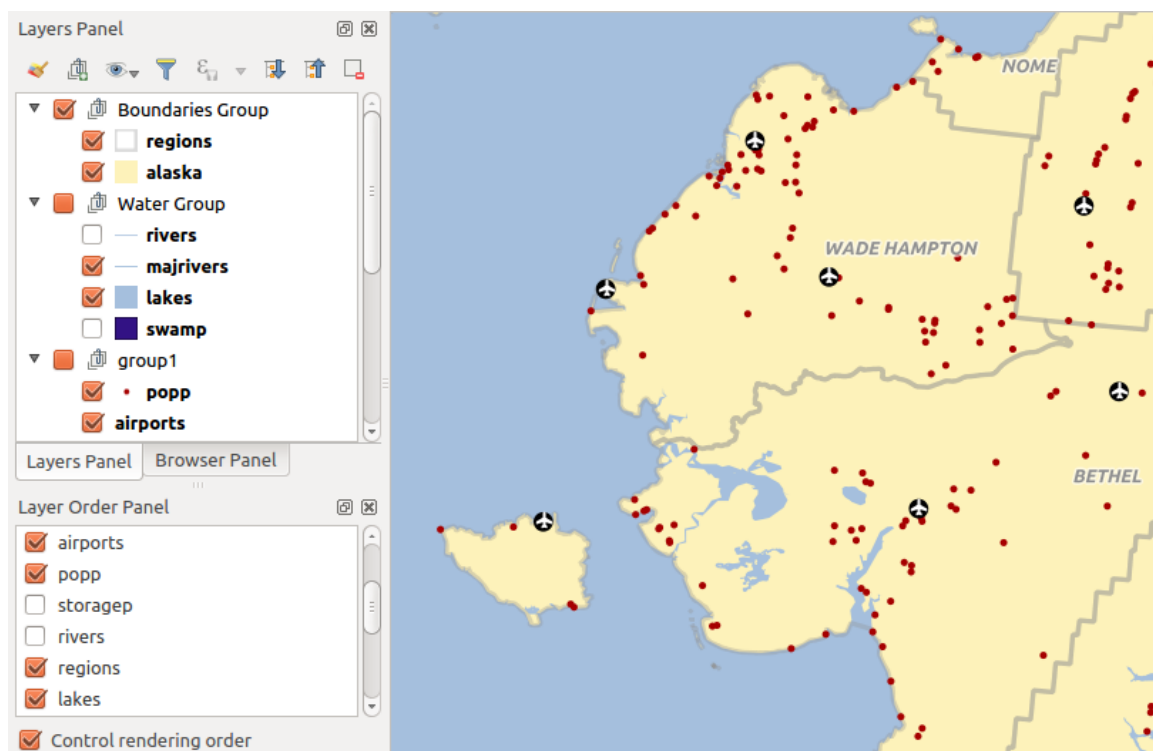 Layers Panel
Boundaries Group
regions
alaska
Water Group
rivers
majrivers
lakes
swamp
group1
popp
airports
Layers Panel
Browser Panel
Layer Order Panel
airports
popp
storagep
rivers
regions
lakes
Control rendering order
NOME
WADE HAMPTON
BETHEL